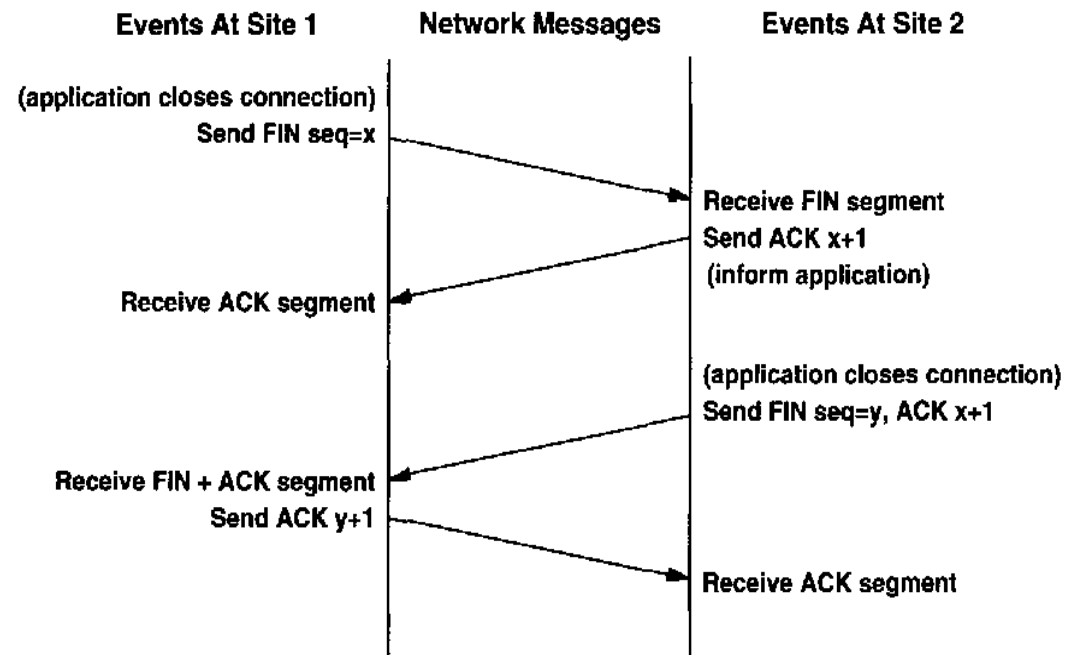 Events At Site 1
Network Messages
Events At Site 2
(application closes connection)
Send FIN seq=x
Receive FIN segment
Send ACK x+1
(inform application)
Receive ACK segment
(application closes connection)
Send FIN seq=y, ACK x+1
Receive FIN + ACK segment
Send ACK y+1
Receive ACK segment